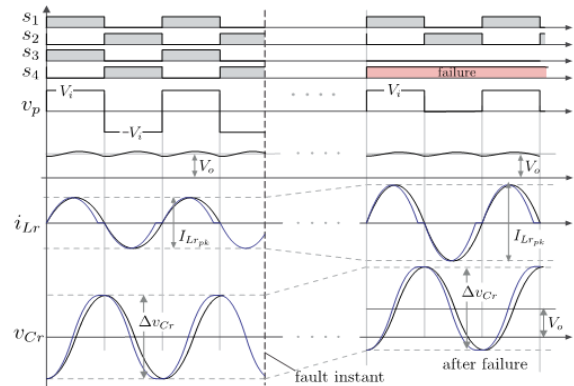 s1
s2
s3
s4 failure
vp Vi −Vi Vi
Vo Vo
iLr ILrpk ILrpk
vCr ΔvCr ΔvCr Vo
fault instant after failure